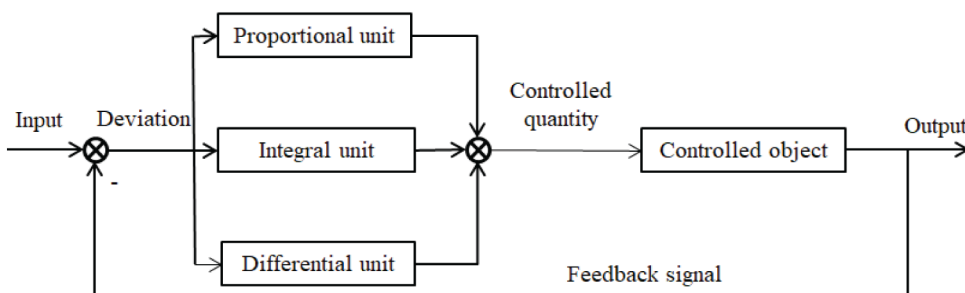 Proportional unit
Controlled
quantity
Input
Deviation
Output
Integral unit
Controlled object
-
Differential unit
Feedback signal